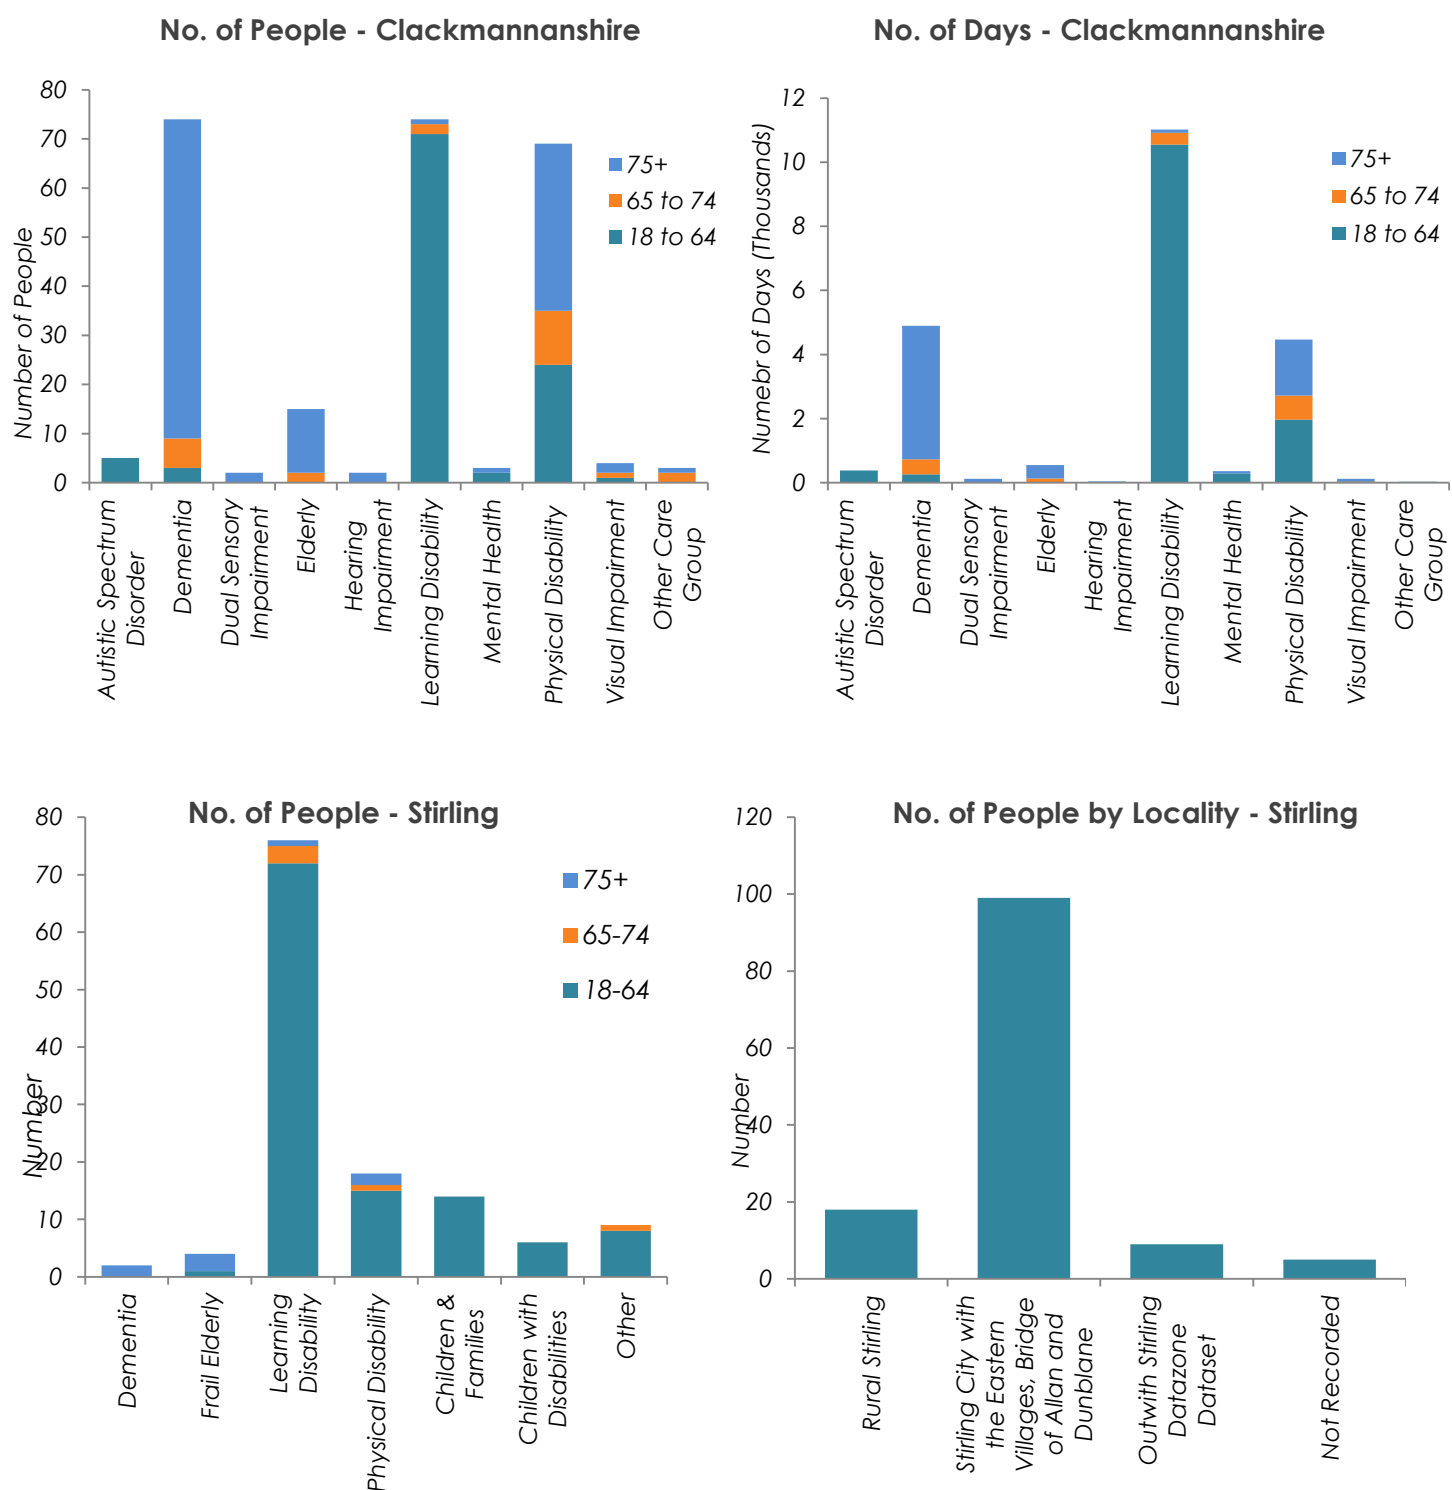 No. of People - Clackmannanshire
80
70
60
50
40
30
20
10
0
Number of People
75+
65 to 74
18 to 64
Autistic Spectrum
Disorder
Dementia
Dual Sensory
Impairment
Elderly
Hearing
Impairment
Learning Disability
Mental Health
Physical Disability
Visual Impairment
Other Care
Group
No. of Days - Clackmannanshire
12
10
8
6
4
2
0
Numebr of Days (Thousands)
75+
65 to 74
18 to 64
Autistic Spectrum
Disorder
Dementia
Dual Sensory
Impairment
Elderly
Hearing
Impairment
Learning Disability
Mental Health
Physical Disability
Visual Impairment
Other Care
Group
No. of People - Stirling
80
70
60
50
40
30
20
10
0
Number
75+
65-74
18-64
Dementia
Frail Elderly
Learning
Disability
Physical Disability
Children &
Families
Children with
Disabilities
Other
No. of People by Locality - Stirling
120
100
80
60
40
20
0
Number
Rural Stirling
Stirling City with
the Eastern
Villages, Bridge
of Allan and
Dunblane
Outwith Stirling
Datazone
Dataset
Not Recorded